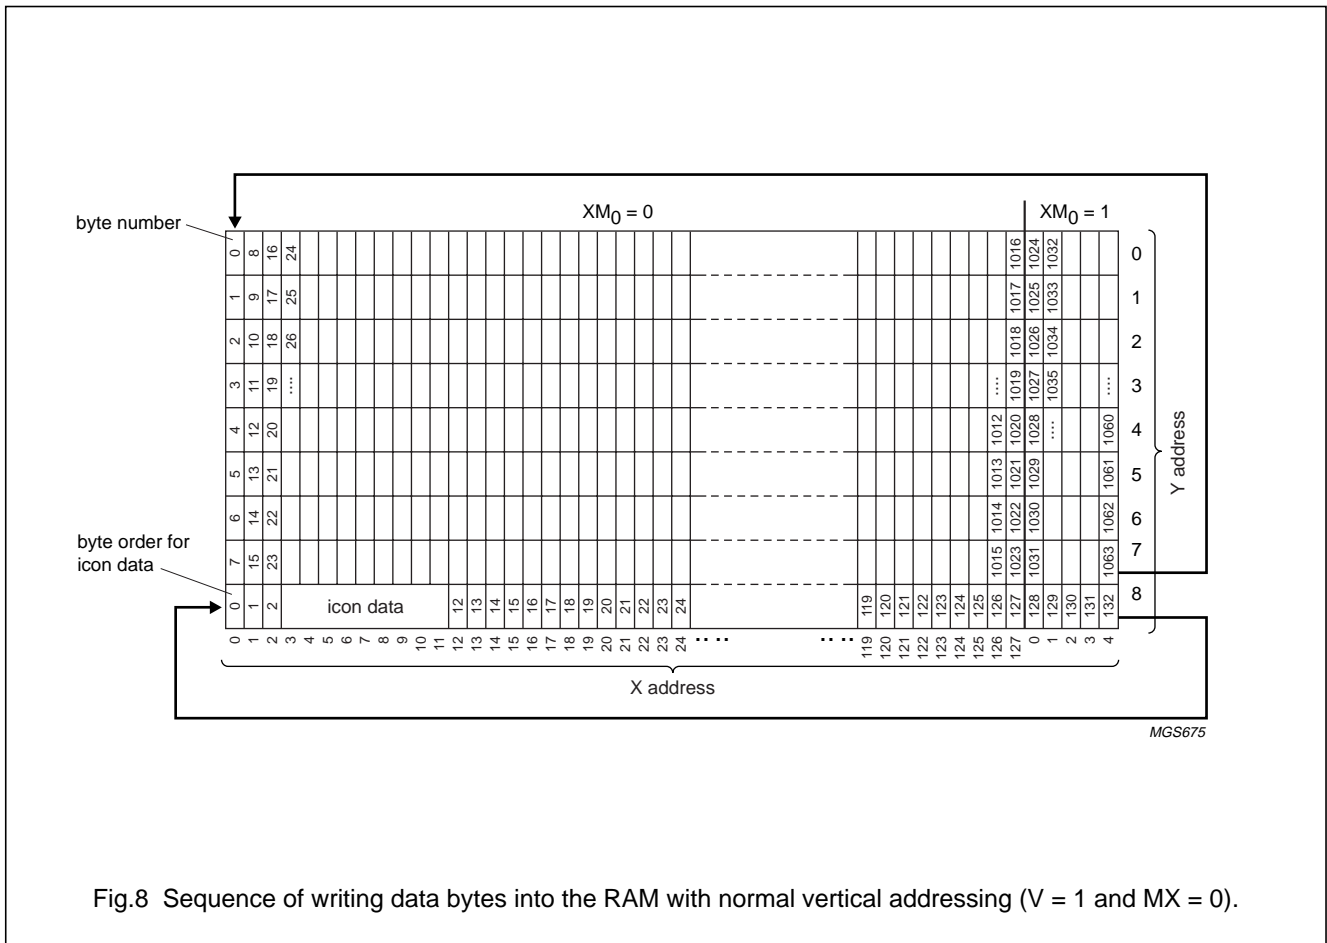 XM0 = 0 XM0 = 1
byte number
0 8 16 24 1016 1024 1032 0
1 9 17 25 1017 1025 1033 1
2 10 18 26 1018 1026 1034 2
3 11 19 .... .... 1019 1027 1035 .... 3
4 12 20 1012 1020 1028 .... 1060 4
5 13 21 1013 1021 1029 1061 5
6 14 22 1014 1022 1030 1062 6
7 15 23 1015 1023 1031 1063 7
Y address
byte order for
icon data
0 1 2 icon data 12 13 14 15 16 17 18 19 20 21 22 23 24 119 120 121 122 123 124 125 126 127 128 129 130 131 132 8
0 1 2 3 4 5 6 7 8 9 10 11 12 13 14 15 16 17 18 19 20 21 22 23 24 .. .. .. .. 119 120 121 122 123 124 125 126 127 0 1 2 3 4
X address
MGS675
Fig.8 Sequence of writing data bytes into the RAM with normal vertical addressing (V = 1 and MX = 0).